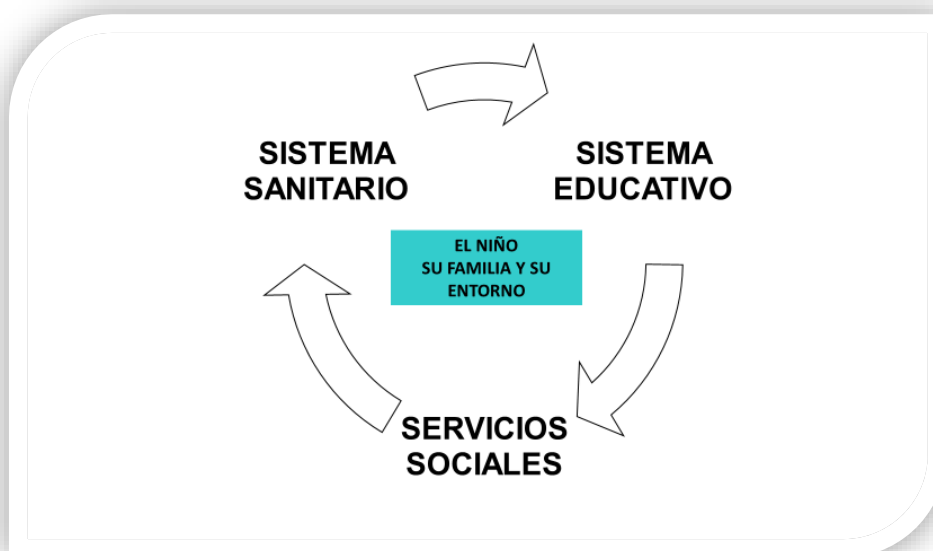 SISTEMA
SANITARIO
SISTEMA
EDUCATIVO
EL NIÑO
SU FAMILIA Y SU
ENTORNO
SERVICIOS
SOCIALES